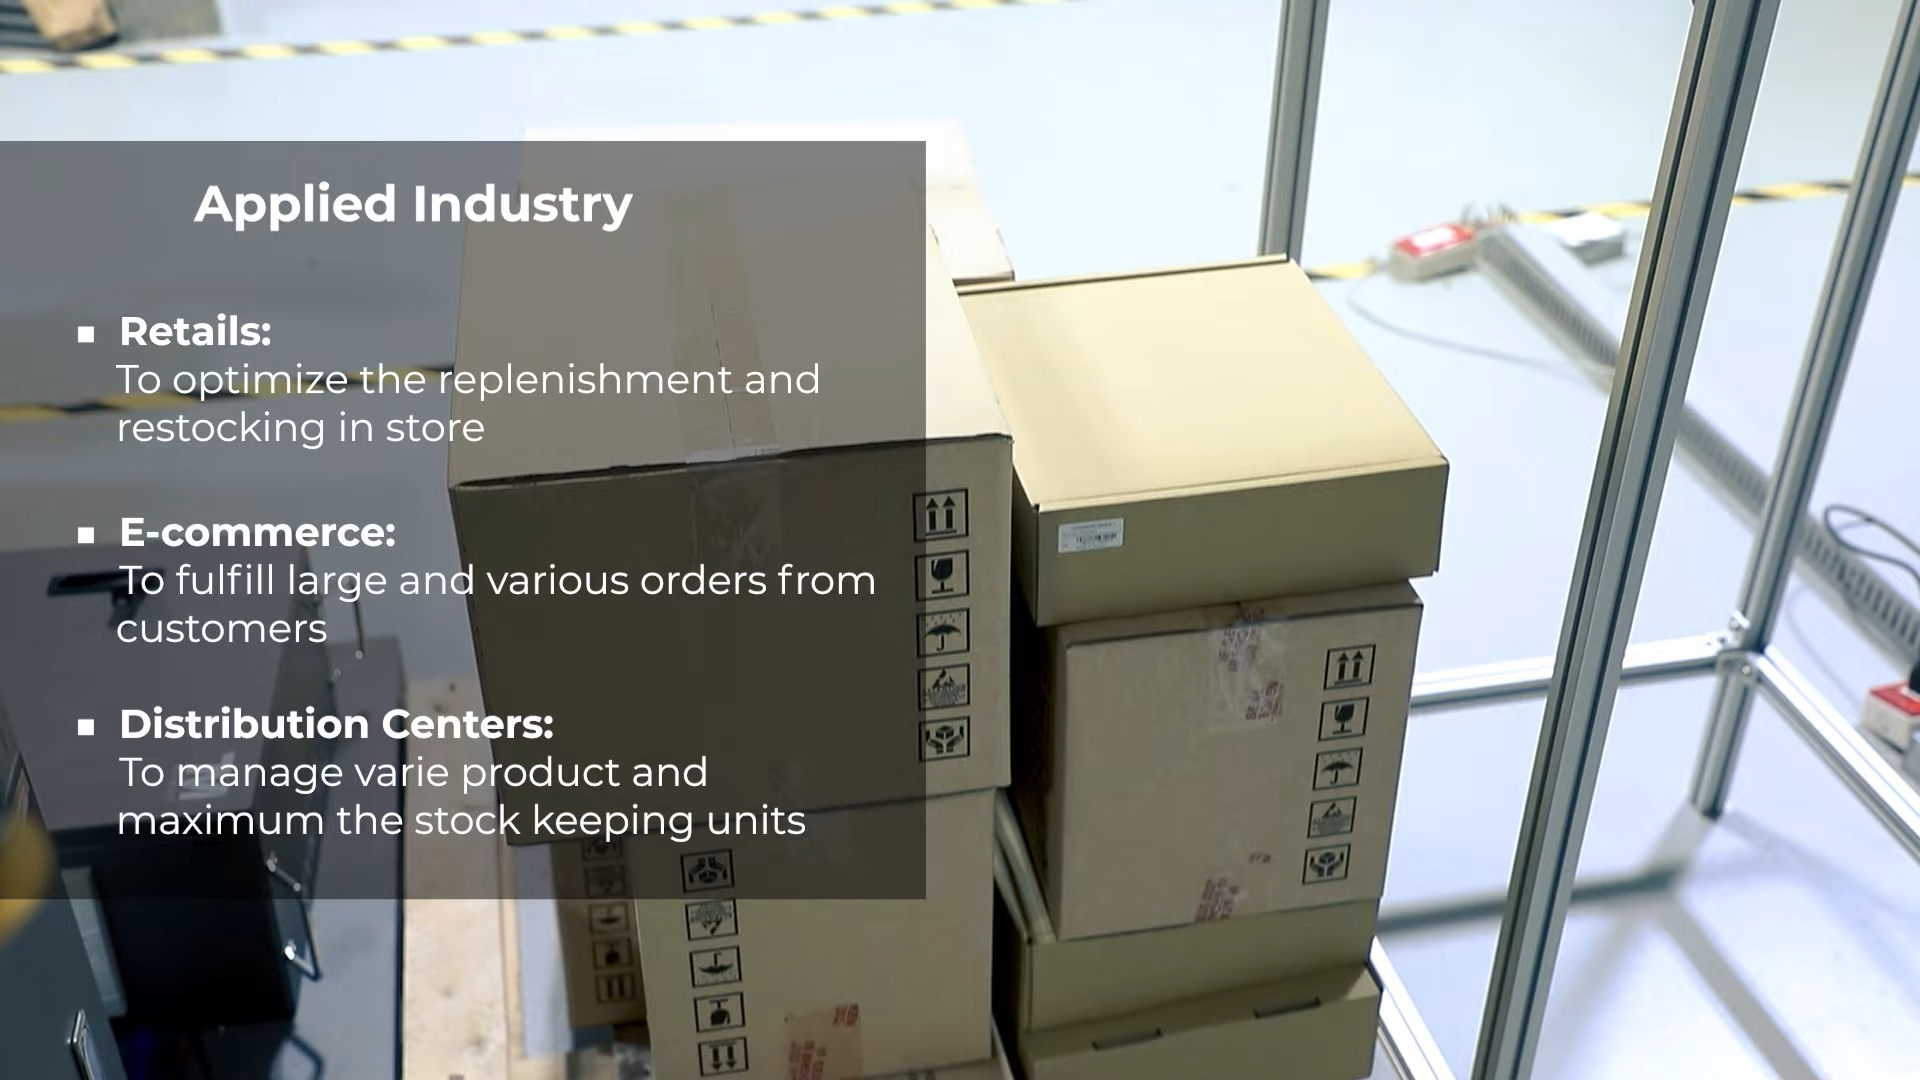 Applied Industry
▪ Retails:
To optimize the replenishment and
restocking in store
▪ E-commerce:
To fulfill large and various orders from
customers
▪ Distribution Centers:
To manage varie product and
maximum the stock keeping units